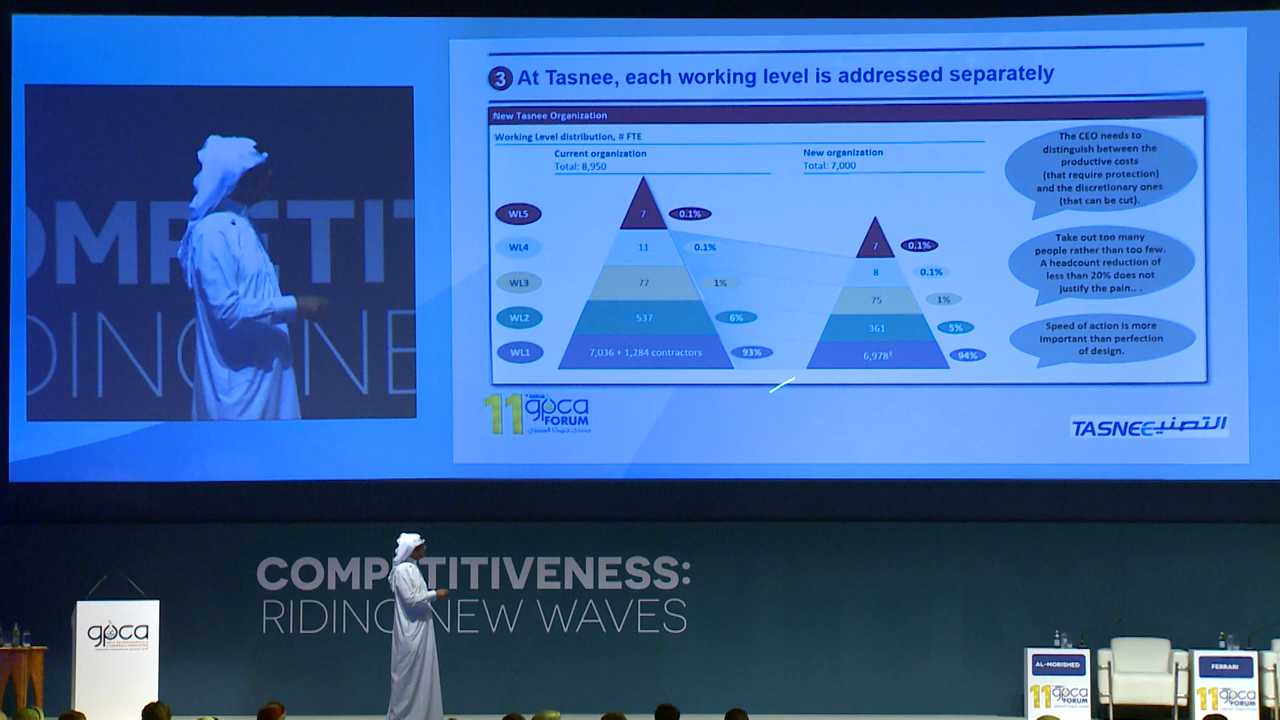 3 At Tasnee, each working level is addressed separately
New Tasnee Organization
Working Level distribution, # FTE
Current organization
Total: 8,950
New organization
Total: 7,000
WL5
7
0.1%
7
0.1%
WL4
11
0.1%
8
0.1%
WL3
77
1%
75
1%
WL2
537
6%
361
5%
WL1
7,036 + 1,284 contractors
93%
6,978²
94%
The CEO needs to
distinguish between the
productive costs
(that require protection)
and the discretionary ones
(that can be cut).
Take out too many
people rather than too few.
A headcount reduction of
less than 20% does not
justify the pain.. .
Speed of action is more
important than perfection
of design.
11 gpca
FORUM
TASNEE التصنيع
OMPETIT
DING NE
COMPETITIVENESS:
RIDING NEW WAVES
gpca
AL-MORISHED
11 gpca
FORUM
FERRARI
11 gpca
FORUM